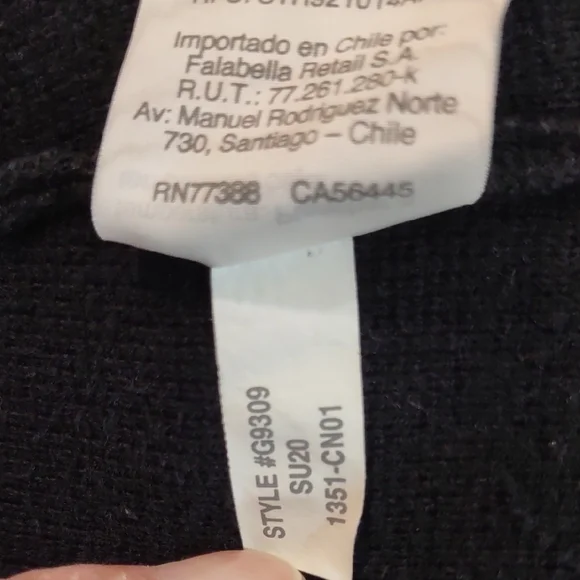 Importado en Chile por:
Falabella Retail S.A.
R.U.T.: 77.261.280-K
Av: Manuel Rodriguez Norte
730, Santiago – Chile
RN77388 CA56445
STYLE #G9309
SU20
1351-CN01